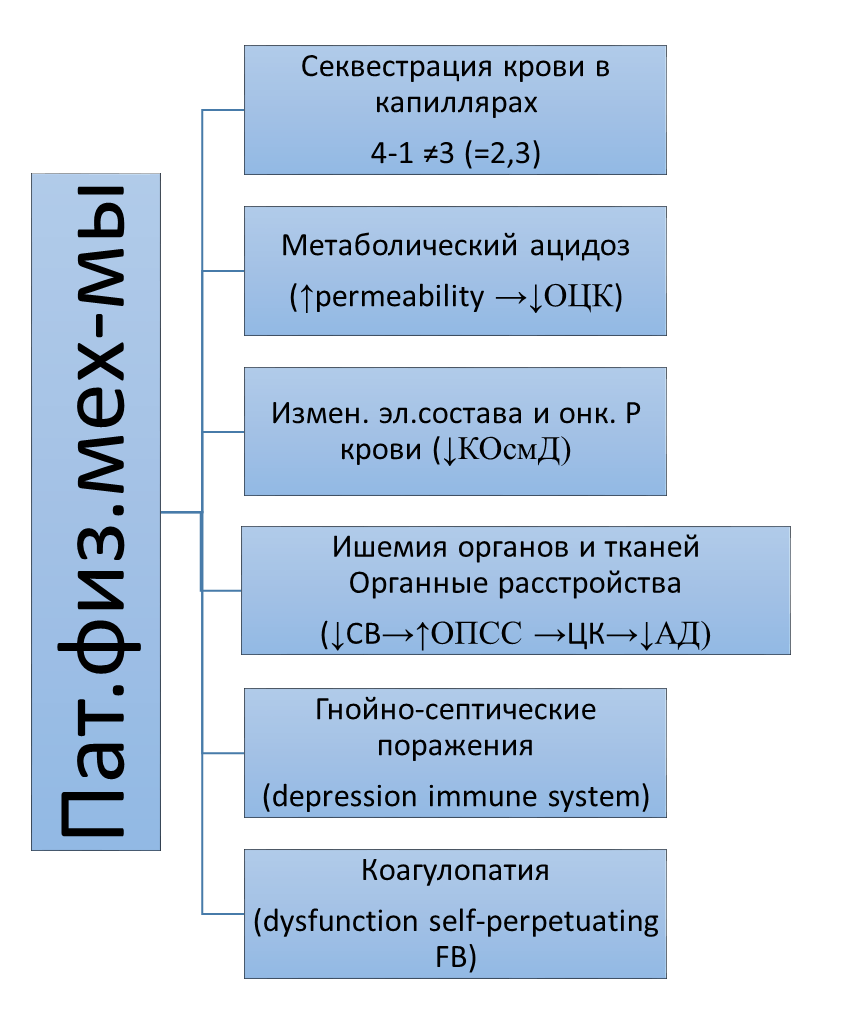 Пат.физ.мех-мы
Секвестрация крови в
капиллярах
4-1 ≠3 (=2,3)
Метаболический ацидоз
(↑permeability →↓ОЦК)
Измен. эл.состава и онк. Р
крови (↓КОсмД)
Ишемия органов и тканей
Органные расстройства
(↓СВ→↑ОПСС →ЦК→↓АД)
Гнойно-септические
поражения
(depression immune system)
Коагулопатия
(dysfunction self-perpetuating
FB)